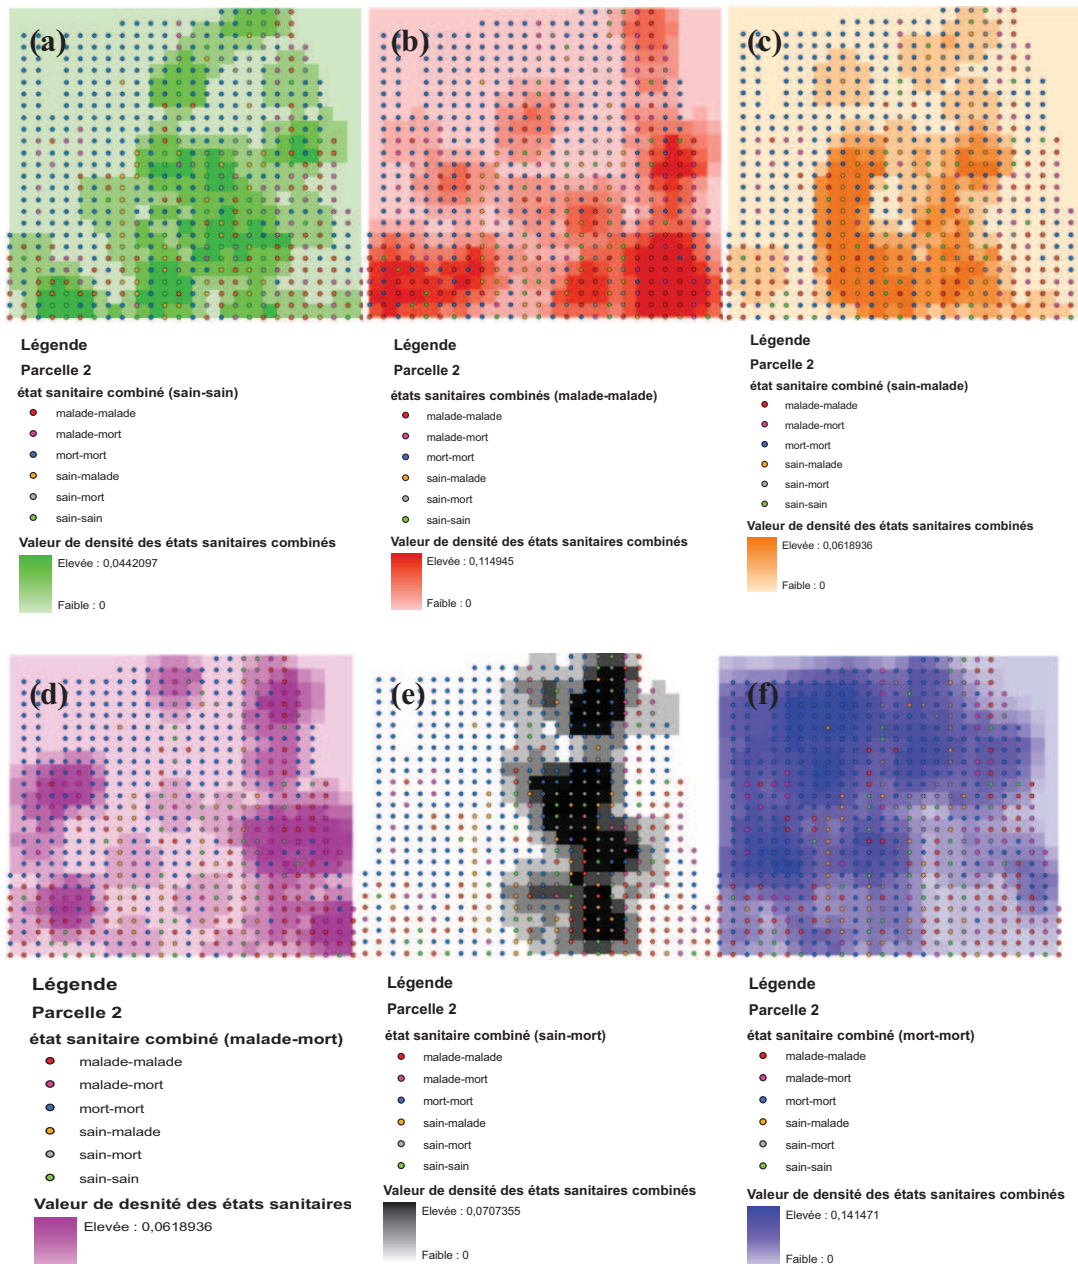 (a)
Légende
Parcelle 2
état sanitaire combiné (sain-sain)
malade-malade
malade-mort
mort-mort
sain-malade
sain-mort
sain-sain
Valeur de densité des états sanitaires combinés
Elevée : 0,0442097
Faible : 0
(b)
Légende
Parcelle 2
états sanitaires combinés (malade-malade)
malade-malade
malade-mort
mort-mort
sain-malade
sain-mort
sain-sain
Valeur de densité des états sanitaires combinés
Elevée : 0,114945
Faible : 0
(c)
Légende
Parcelle 2
état sanitaire combiné (sain-malade)
malade-malade
malade-mort
mort-mort
sain-malade
sain-mort
sain-sain
Valeur de densité des états sanitaires combinés
Elevée : 0,0618936
Faible : 0
(d)
Légende
Parcelle 2
état sanitaire combiné (malade-mort)
malade-malade
malade-mort
mort-mort
sain-malade
sain-mort
sain-sain
Valeur de desnité des états sanitaires
Elevée : 0,0618936
(e)
Légende
Parcelle 2
état sanitaire combiné (sain-mort)
malade-malade
malade-mort
mort-mort
sain-malade
sain-mort
sain-sain
Valeur de densité des états sanitaires combinés
Elevée : 0,0707355
Faible : 0
(f)
Légende
Parcelle 2
état sanitaire combiné (mort-mort)
malade-malade
malade-mort
mort-mort
sain-malade
sain-mort
sain-sain
Valeur de densité des états sanitaires combinés
Elevée : 0,141471
Faible : 0